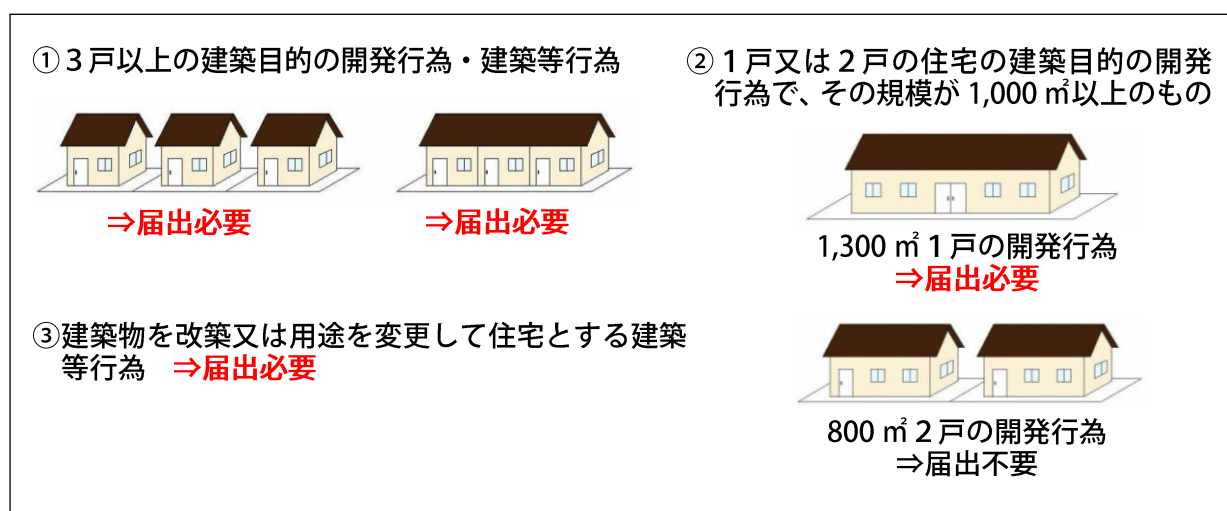 ①３戸以上の建築目的の開発行為・建築等行為
⇒届出必要
⇒届出必要
②１戸又は２戸の住宅の建築目的の開発
行為で、その規模が 1,000 ㎡以上のもの
1,300 ㎡ １戸の開発行為
⇒届出必要
800 ㎡ ２戸の開発行為
⇒届出不要
③建築物を改築又は用途を変更して住宅とする建築
等行為　⇒届出必要